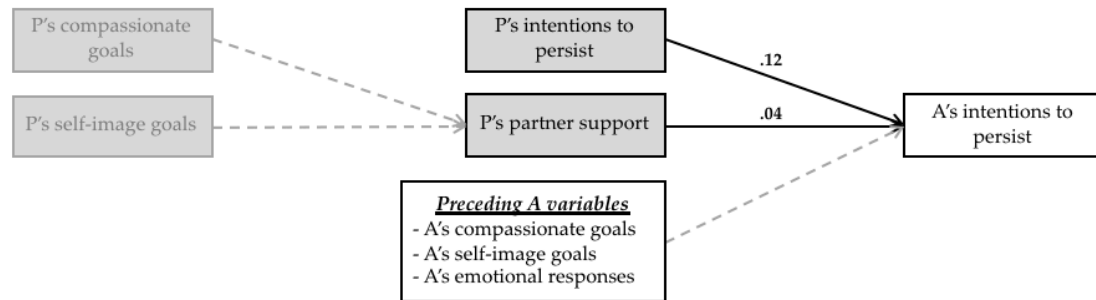 P's compassionate
goals
P's self-image goals
P's intentions to
persist
P's partner support
.12
.04
A's intentions to
persist
Preceding A variables
- A's compassionate goals
- A's self-image goals
- A's emotional responses